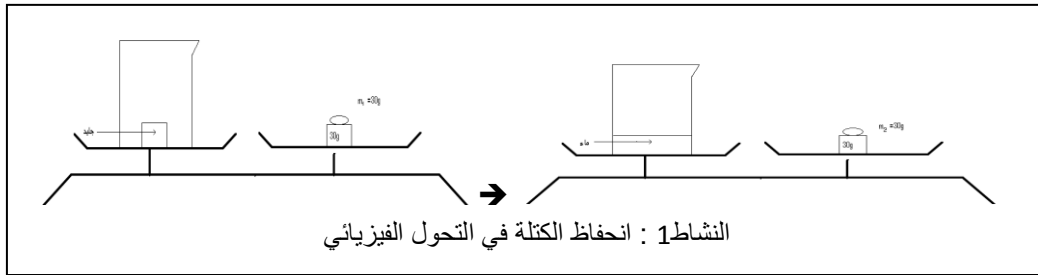 m₁ =30g
جليد
30g
m₂ =30g
ماء
30g
النشاط1 : انحفاظ الكتلة في التحول الفيزيائي